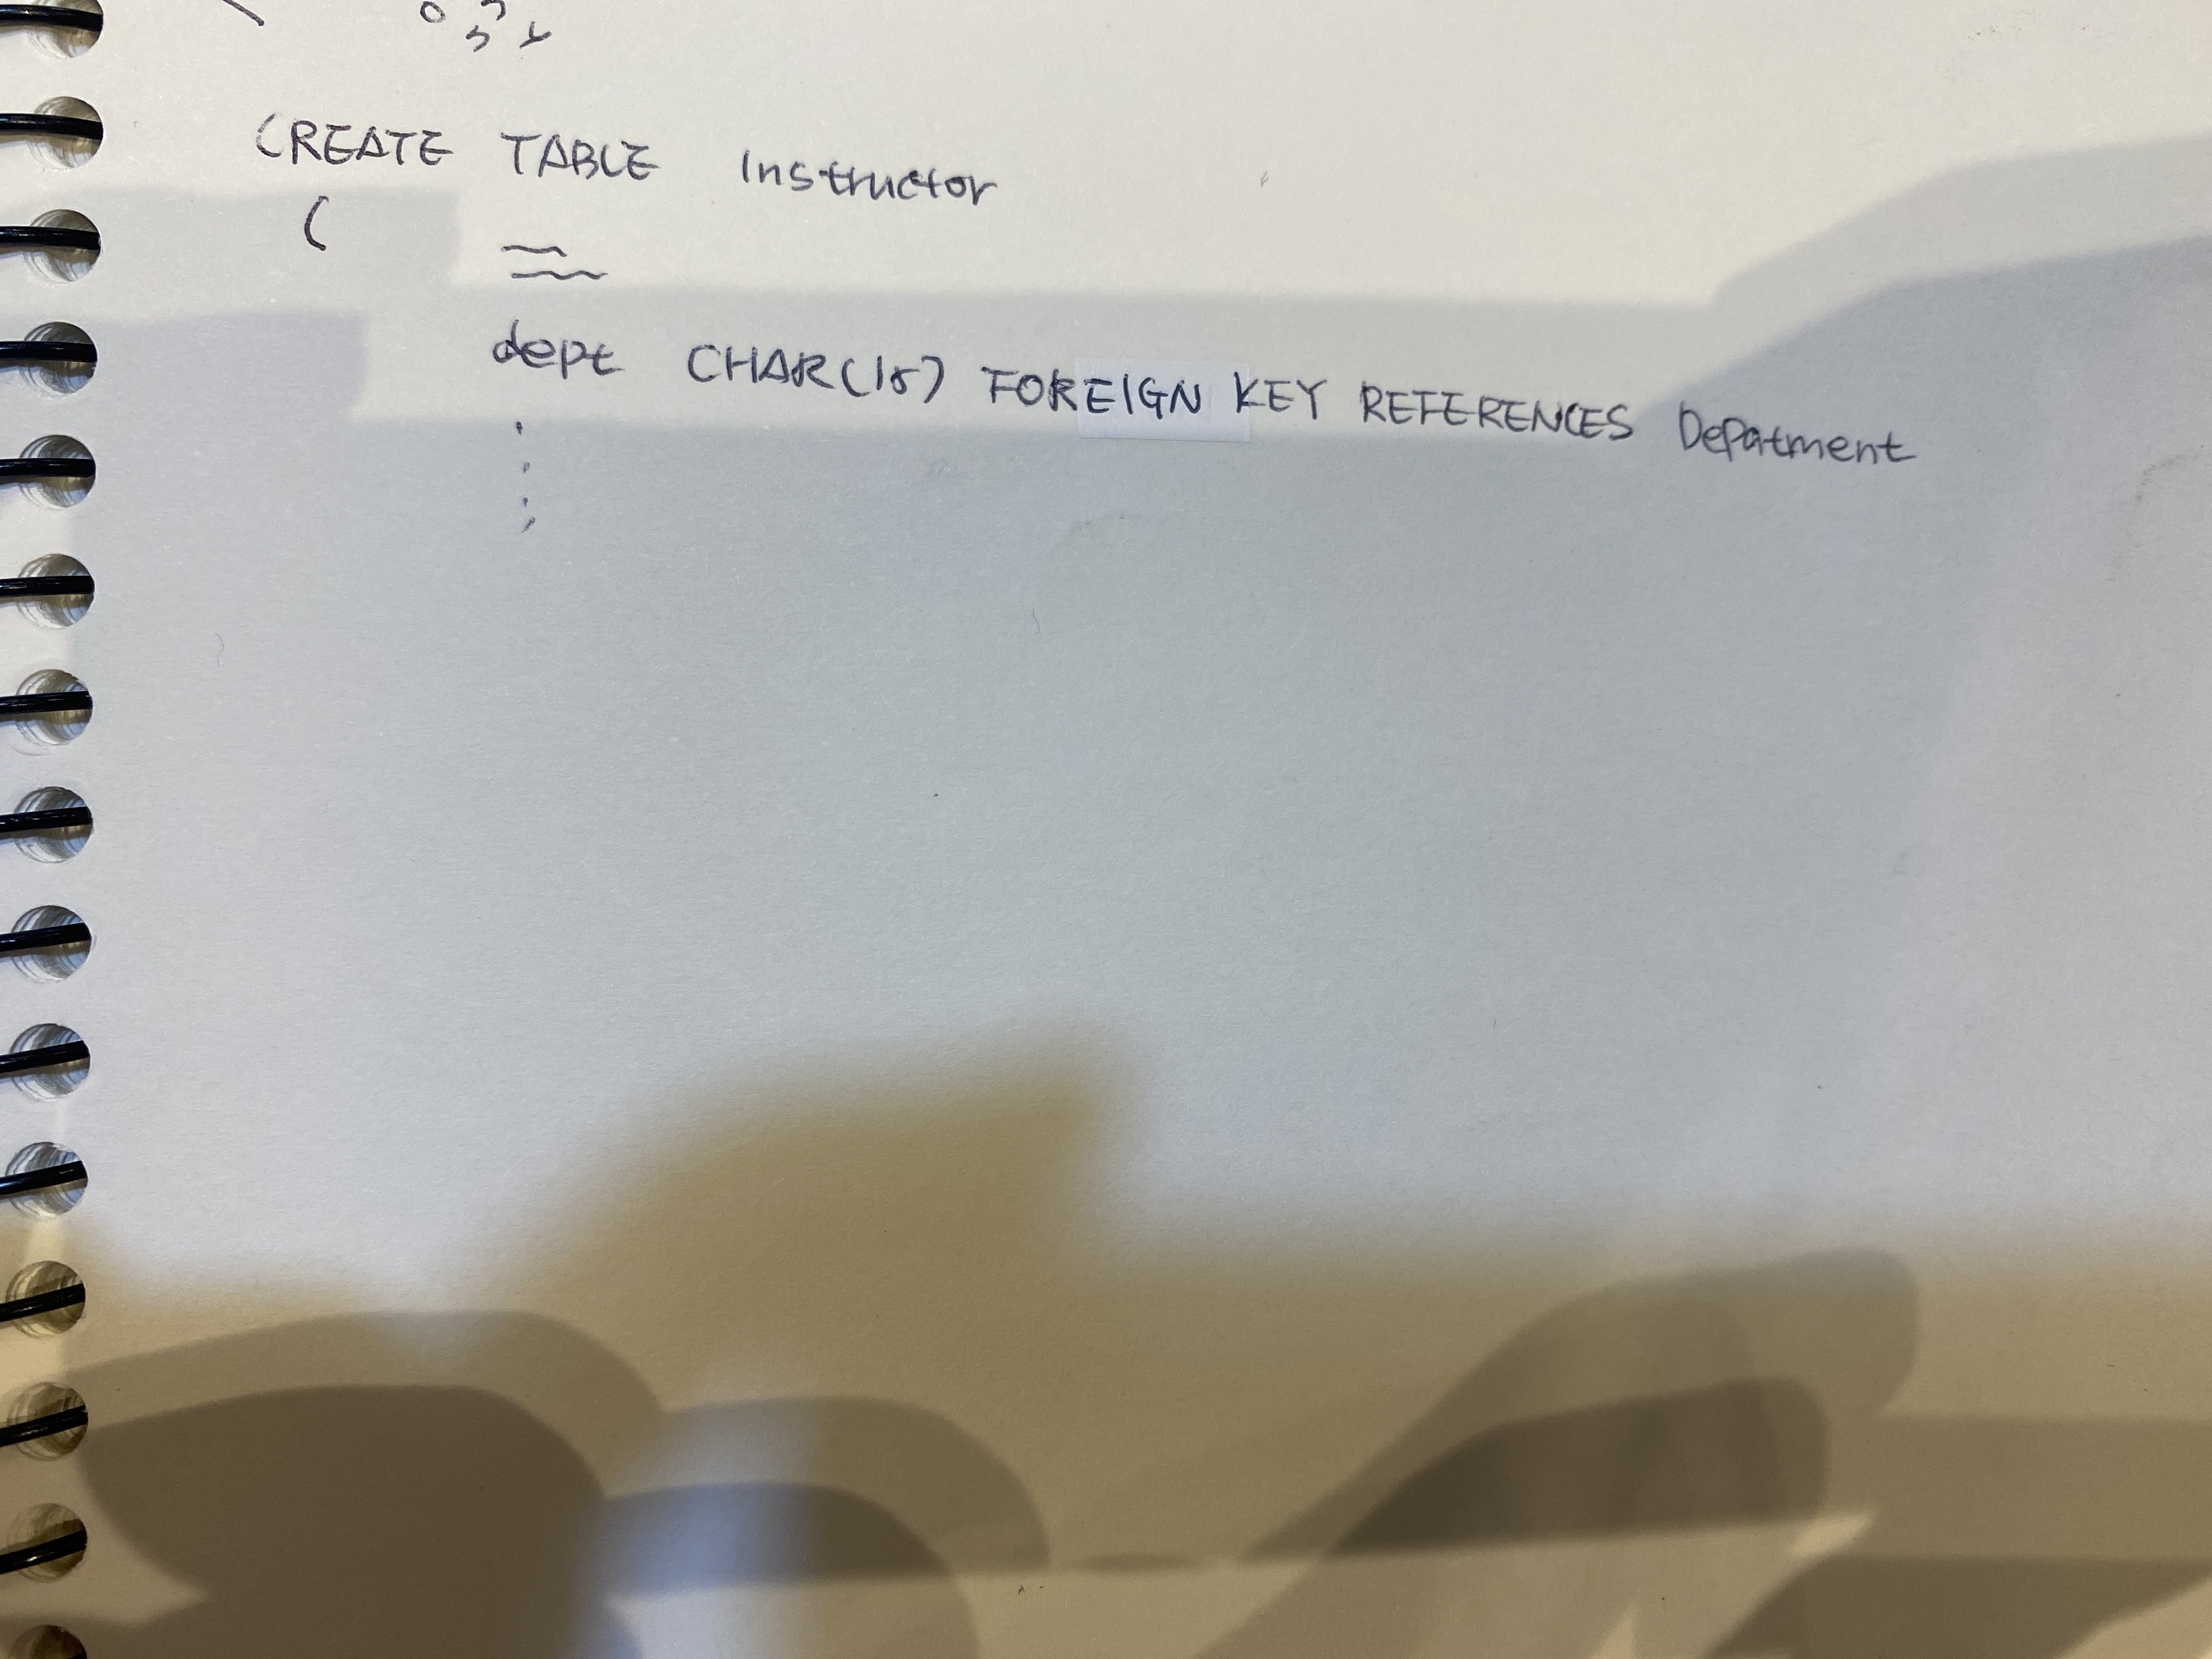 CREATE TABLE Instructor
(
dept CHAR(15) FOREIGN KEY REFERENCES Depatment